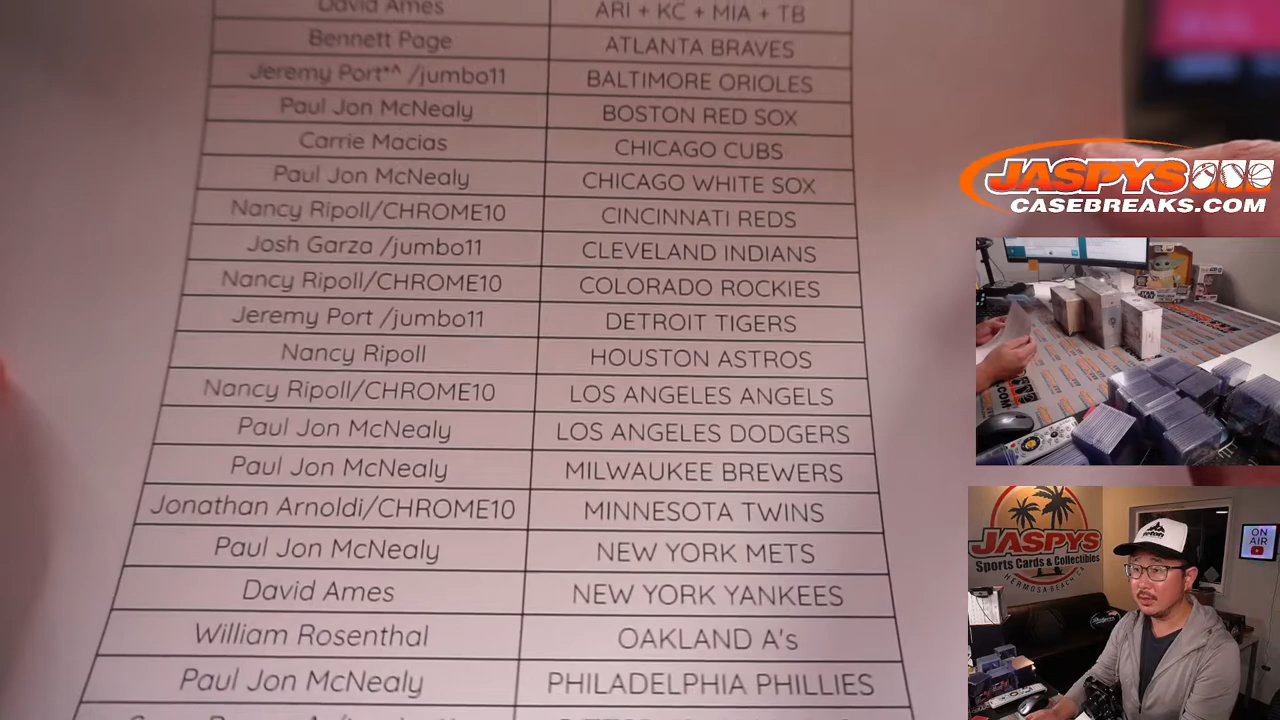 David Ames ARI + KC + MIA + TB
Bennett Page ATLANTA BRAVES
Jeremy Port** /jumbo11 BALTIMORE ORIOLES
Paul Jon McNealy BOSTON RED SOX
Carrie Macias CHICAGO CUBS
Paul Jon McNealy CHICAGO WHITE SOX
Nancy Ripoll/CHROME10 CINCINNATI REDS
Josh Garza /jumbo11 CLEVELAND INDIANS
Nancy Ripoll/CHROME10 COLORADO ROCKIES
Jeremy Port /jumbo11 DETROIT TIGERS
Nancy Ripoll HOUSTON ASTROS
Nancy Ripoll/CHROME10 LOS ANGELES ANGELS
Paul Jon McNealy LOS ANGELES DODGERS
Paul Jon McNealy MILWAUKEE BREWERS
Jonathan Arnoldi/CHROME10 MINNESOTA TWINS
Paul Jon McNealy NEW YORK METS
David Ames NEW YORK YANKEES
William Rosenthal OAKLAND A's
Paul Jon McNealy PHILADELPHIA PHILLIES
JASPYS
CASEBREAKS.COM
JASPYS
Sports Cards & Collectibles
HERMOSA BEACH, CA
ON
AIR